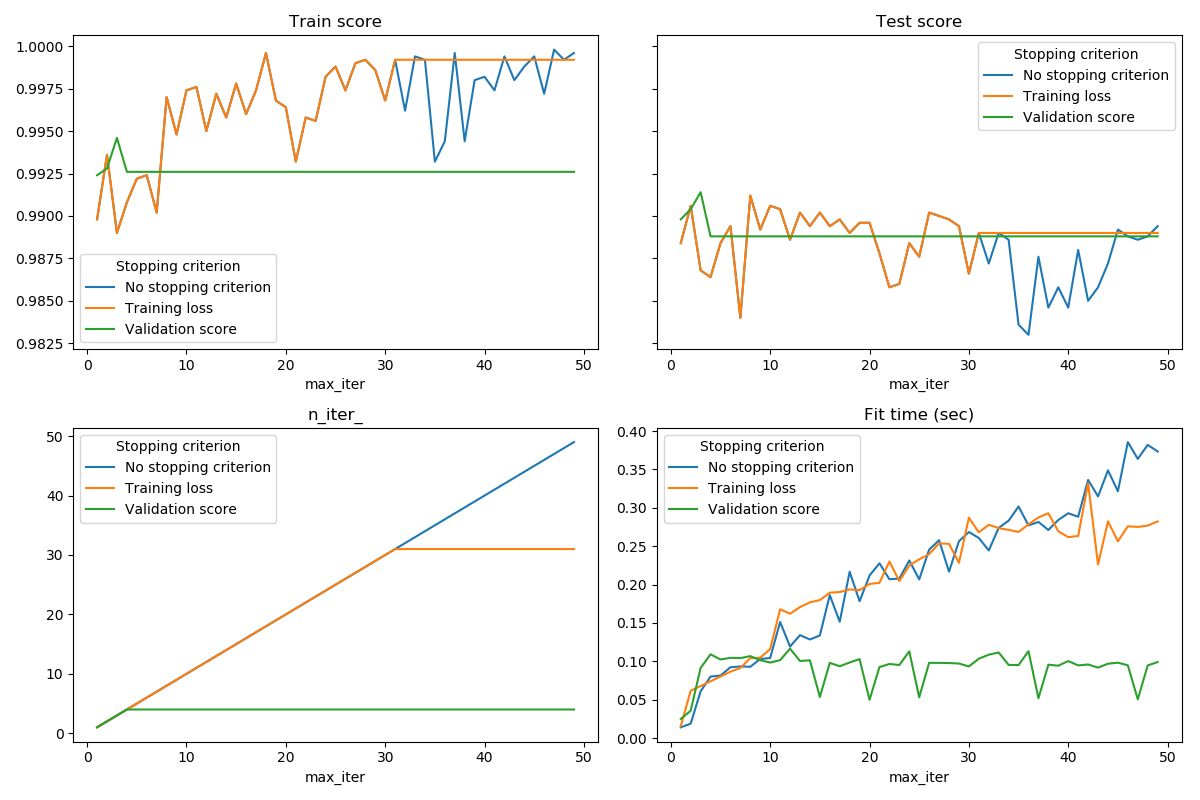 Train score
1.0000
0.9975
0.9950
0.9925
0.9900
0.9875
0.9850
0.9825
Stopping criterion
No stopping criterion
Training loss
Validation score
0 10 20 30 40 50
max_iter
Test score
Stopping criterion
No stopping criterion
Training loss
Validation score
0 10 20 30 40 50
max_iter
n_iter_
50
40
30
20
10
0
Stopping criterion
No stopping criterion
Training loss
Validation score
0 10 20 30 40 50
max_iter
Fit time (sec)
0.40
0.35
0.30
0.25
0.20
0.15
0.10
0.05
0.00
Stopping criterion
No stopping criterion
Training loss
Validation score
0 10 20 30 40 50
max_iter